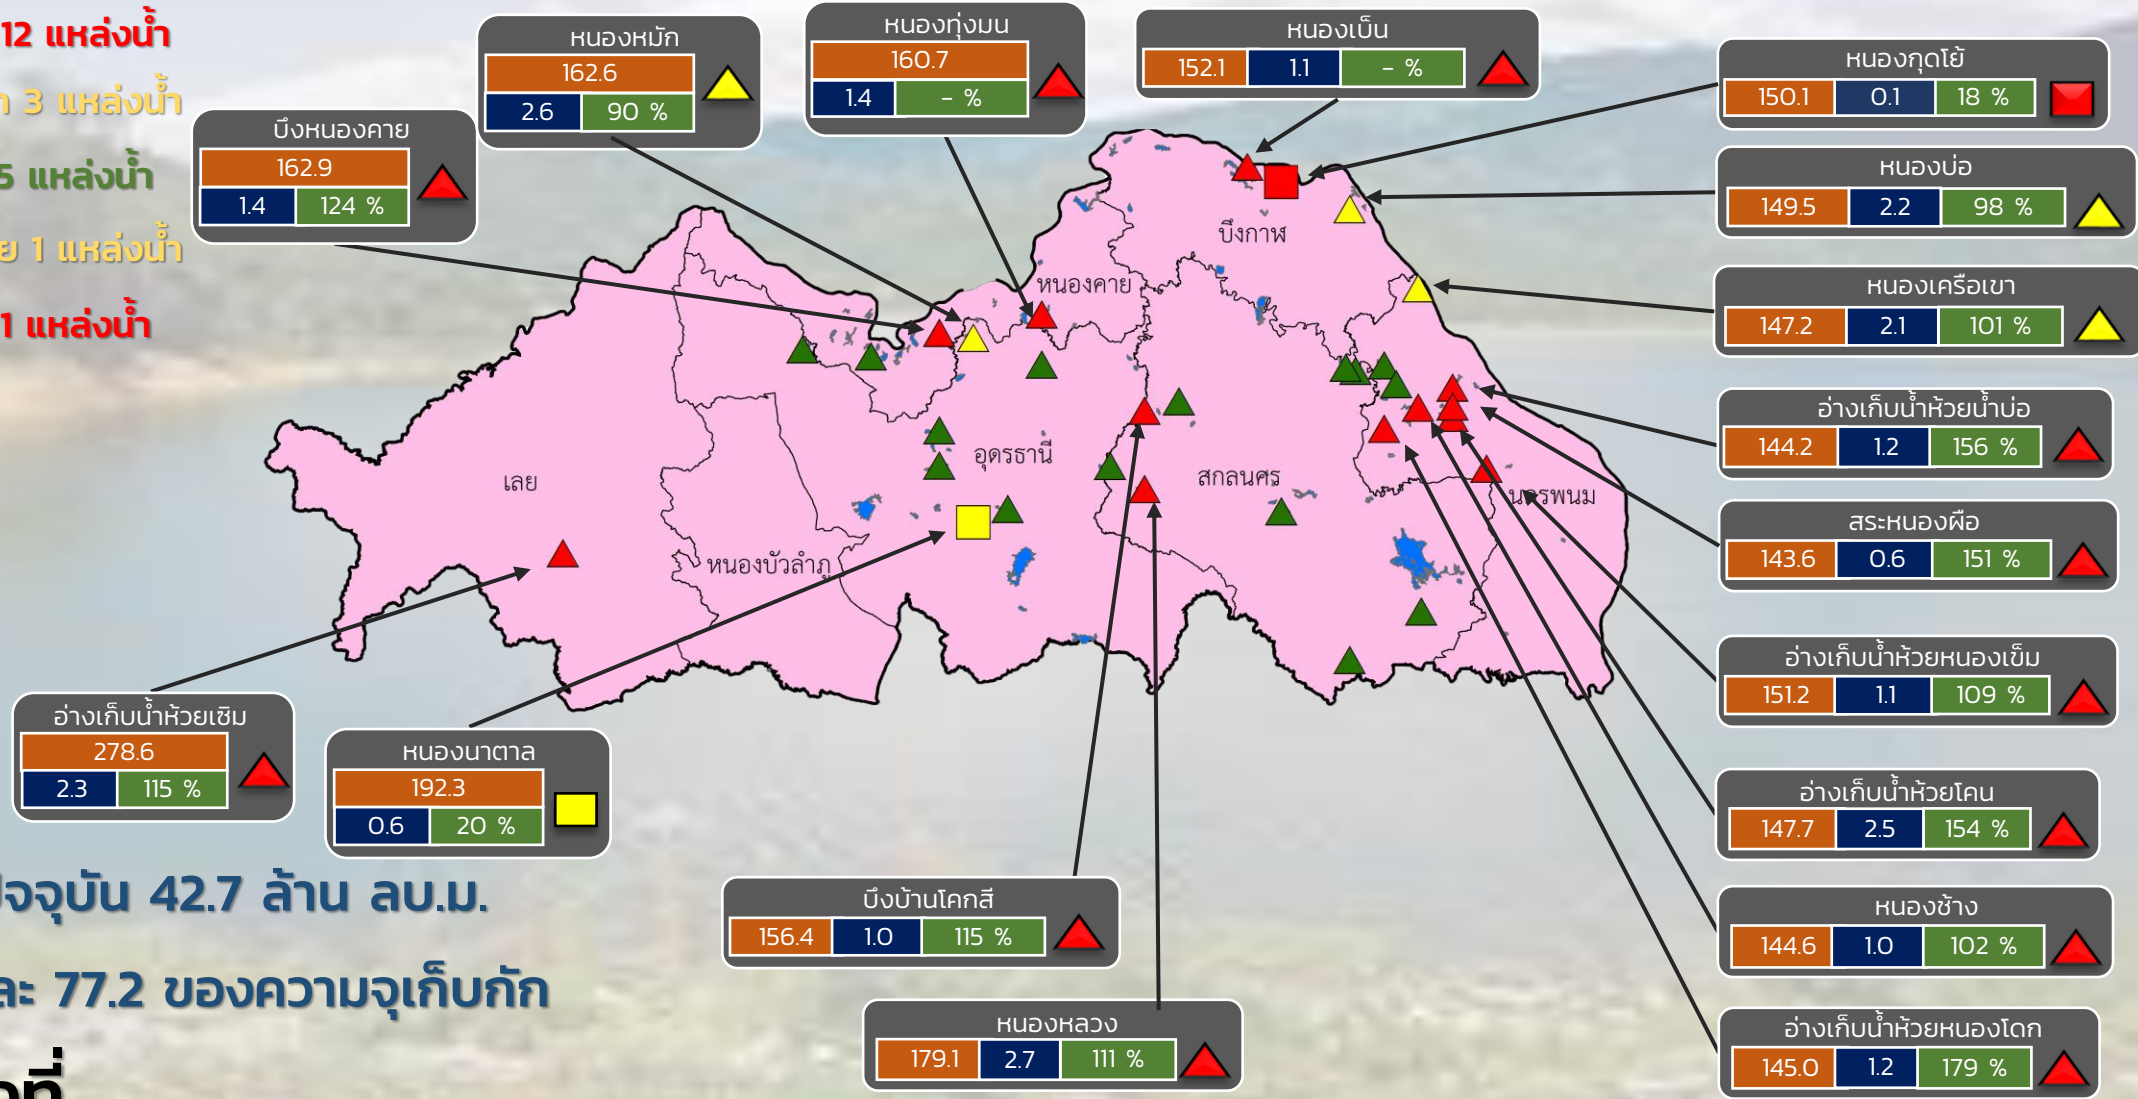 12 แหล่งน้ำ
3 แหล่งน้ำ
5 แหล่งน้ำ
1 แหล่งน้ำ
1 แหล่งน้ำ
บึงหนองคาย
162.9
1.4 124 %
หนองหมัก
162.6
2.6 90 %
หนองทุ่งมน
160.7
1.4 - %
หนองเบ็น
152.1 1.1 - %
หนองกุดโย้
150.1 0.1 18 %
หนองบ่อ
149.5 2.2 98 %
หนองเครือเขา
147.2 2.1 101 %
อ่างเก็บน้ำห้วยน้ำบ่อ
144.2 1.2 156 %
สระหนองผือ
143.6 0.6 151 %
อ่างเก็บน้ำห้วยหนองเข็ม
151.2 1.1 109 %
อ่างเก็บน้ำห้วยโคน
147.7 2.5 154 %
หนองช้าง
144.6 1.0 102 %
อ่างเก็บน้ำห้วยหนองโดก
145.0 1.2 179 %
บึงกาฬ
หนองคาย
อุดรธานี
เลย
สกลนคร
นครพนม
หนองบัวลำภู
อ่างเก็บน้ำห้วยเซิม
278.6
2.3 115 %
หนองนาตาล
192.3
0.6 20 %
บึงบ้านโคกสี
156.4 1.0 115 %
หนองหลวง
179.1 2.7 111 %
ปัจจุบัน 42.7 ล้าน ลบ.ม.
ละ 77.2 ของความจุเก็บกัก